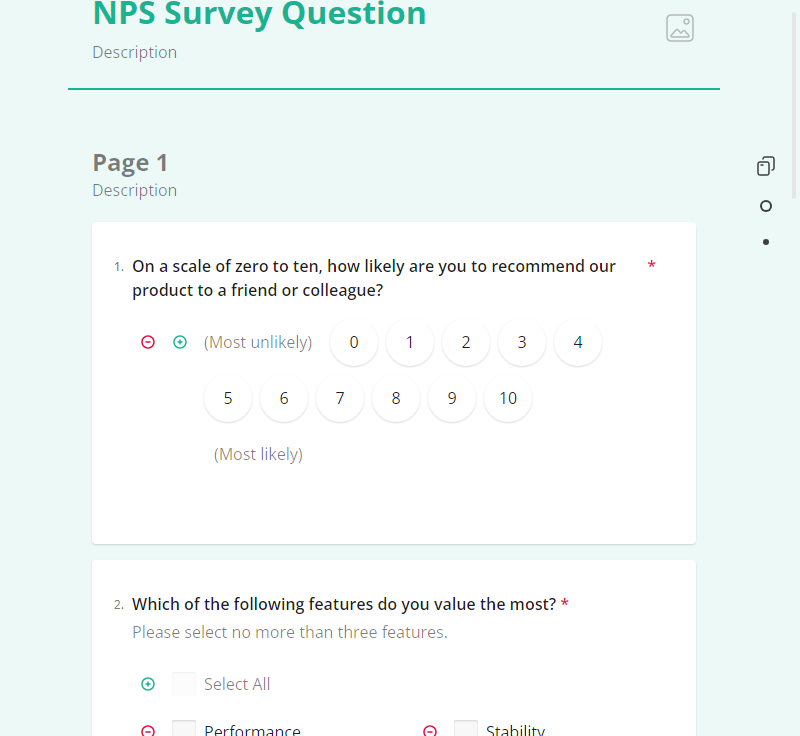 NPS Survey Question
Description
Page 1
Description
1. On a scale of zero to ten, how likely are you to recommend our *
product to a friend or colleague?
(Most unlikely) 0 1 2 3 4
5 6 7 8 9 10
(Most likely)
2. Which of the following features do you value the most? *
Please select no more than three features.
Select All
Performance Stability